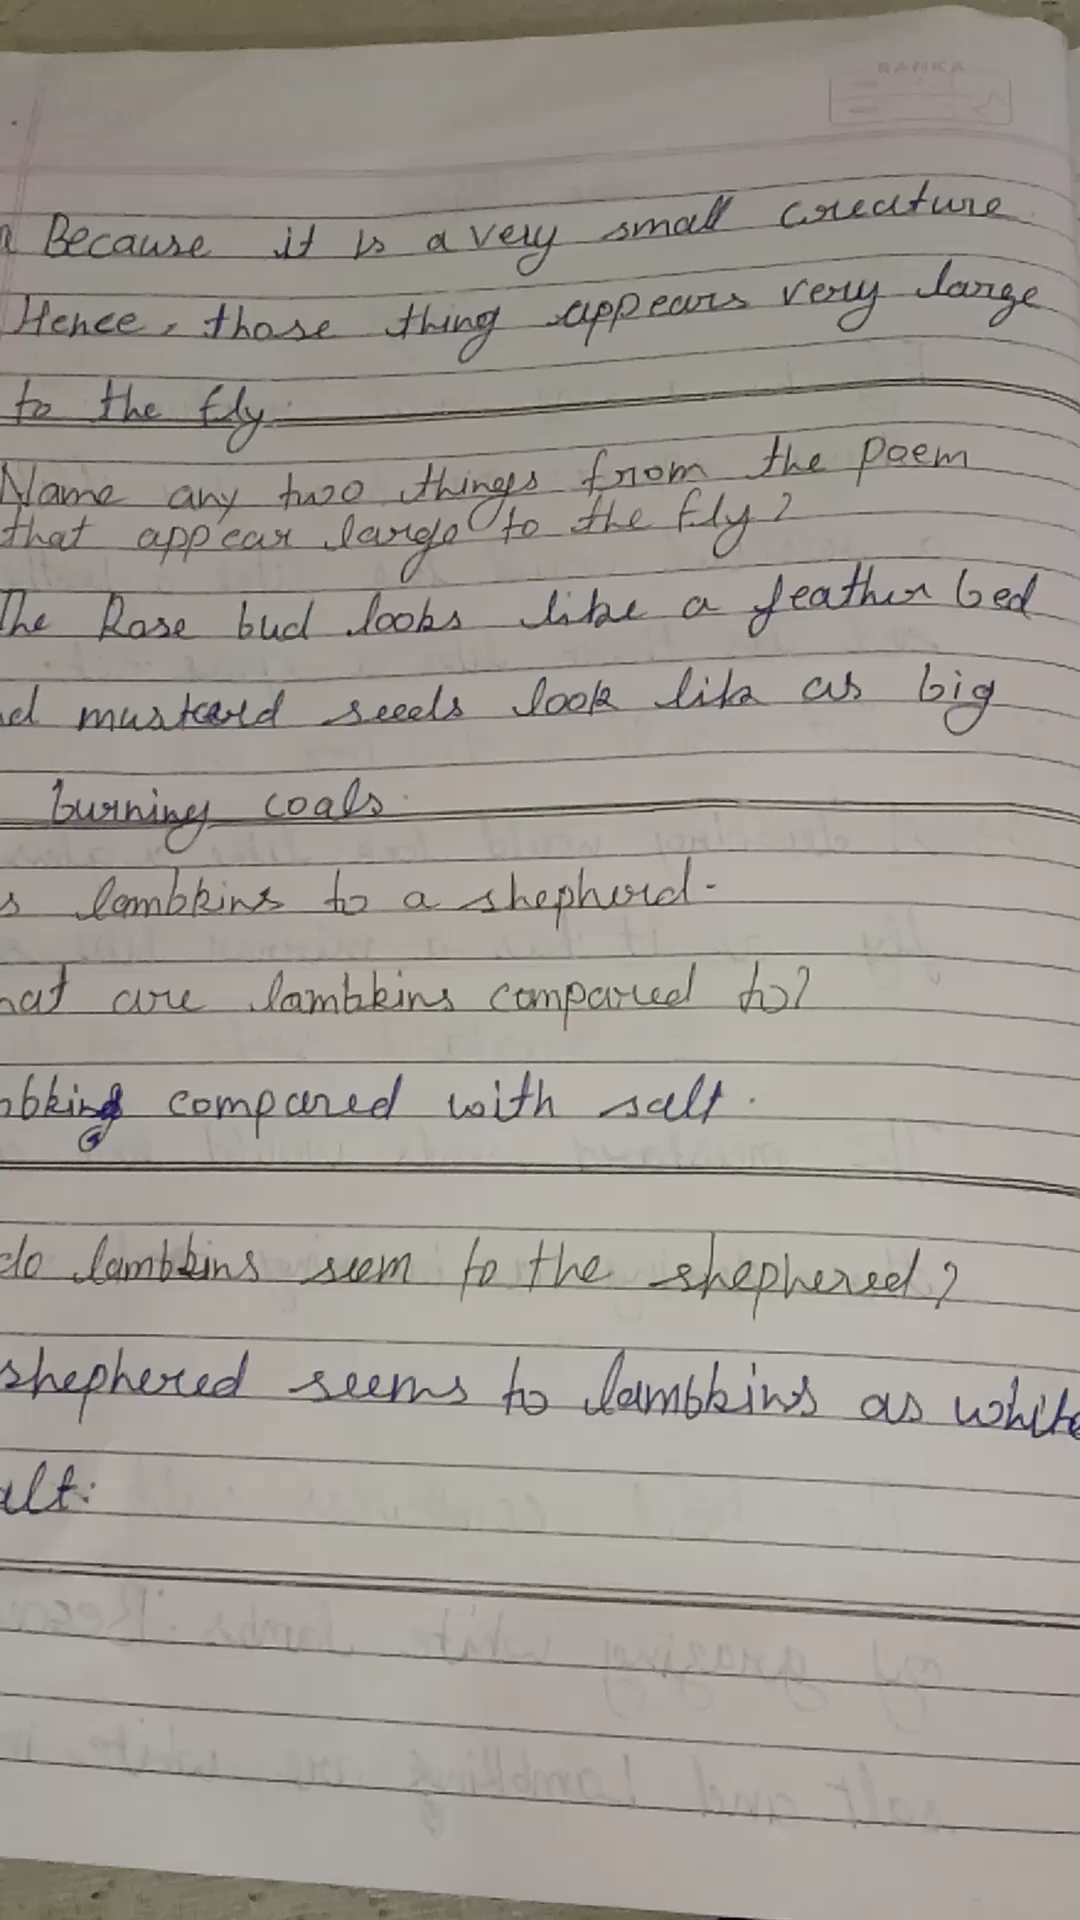 BANKA
Because it is a very small creature
Hence, those thing appears very large
to the fly.
Name any two things from the poem
that appear large to the fly?
The Rose bud looks like a feather bed
mustard seeds look like as big
burning coals.
lambkins to a shepherd.
are lambkins compared to?
compared with salt.
do lambkins seem to the shephered?
shephered seems to lambkins as white